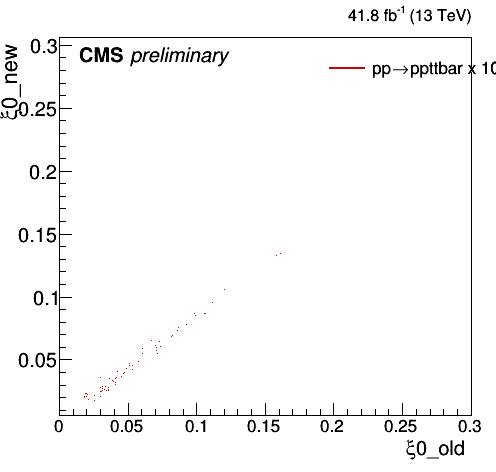 41.8 fb-1 (13 TeV)
CMS preliminary
pp→ppttbar x 10
ξ0_new
0.3
0.25
0.2
0.15
0.1
0.05
0 0.05 0.1 0.15 0.2 0.25 0.3
ξ0_old